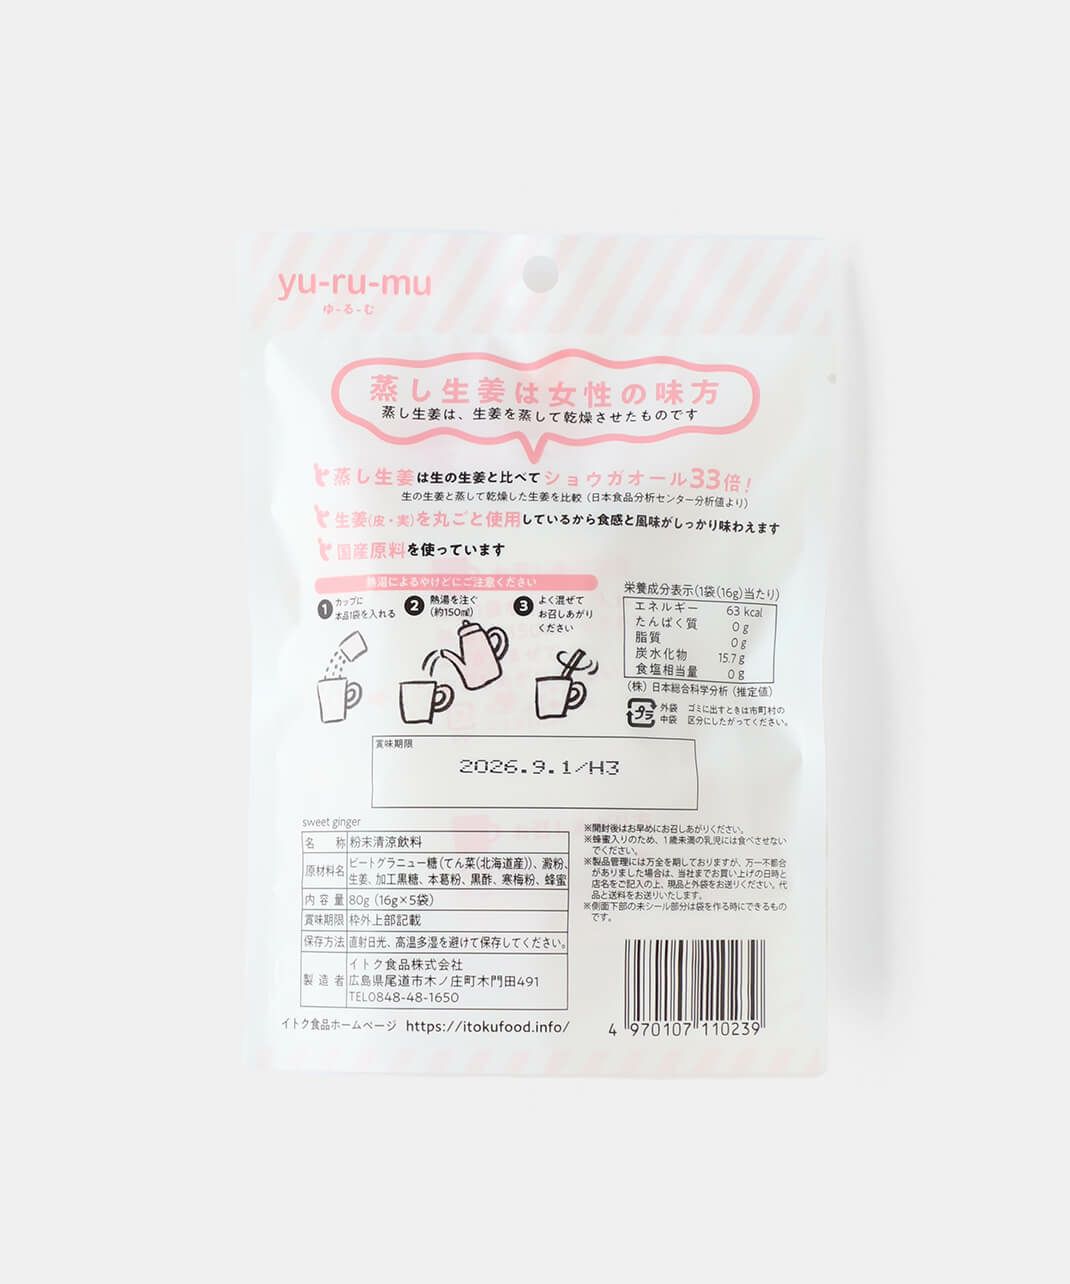 yu-ru-mu
ゆ-る-む
蒸し生姜は女性の味方
蒸し生姜は、生姜を蒸して乾燥させたものです
蒸し生姜は生の生姜と比べてショウガオール33倍!
生の生姜と蒸して乾燥した生姜を比較(日本食品分析センター分析値より)
生姜(皮・実)を丸ごと使用しているから食感と風味がしっかり味わえます
国産原料を使っています
熱湯によるやけどにご注意ください
1 カップに
本品1袋を入れる
2 熱湯を注ぐ
(約150㎖)
3 よく混ぜて
お召しあがり
ください
栄養成分表示(1袋(16g)当たり)
エネルギー 63 kcal
たんぱく質 0 g
脂質 0 g
炭水化物 15.7 g
食塩相当量 0 g
(株)日本総合科学分析(推定値)
プラ
外袋 ゴミに出すときは市町村の
中袋 区分にしたがってください。
賞味期限
2026.9.1/H3
sweet ginger
名 称 粉末清涼飲料
原材料名 ビートグラニュー糖(てん菜(北海道産))、澱粉、
生姜、加工黒糖、本葛粉、黒酢、寒梅粉、蜂蜜
内 容 量 80g(16g×5袋)
賞味期限 枠外上部記載
保存方法 直射日光、高温多湿を避けて保存してください。
製 造 者 イトク食品株式会社
広島県尾道市木ノ庄町木門田491
TEL0848-48-1650
イトク食品ホームページ https://itokufood.info/
※開封後はお早めにお召しあがりください。
※蜂蜜入りのため、1歳未満の乳児には食べさせない
でください。
※製品管理には万全を期しておりますが、万一不都合
がありました場合は、当社までお買い上げの日時と
店名をご記入の上、現品と外袋をお送りください。代
品と送料をお送りいたします。
※側面下部の未シール部分は袋を作る時にできるもの
です。
4 970107 110239